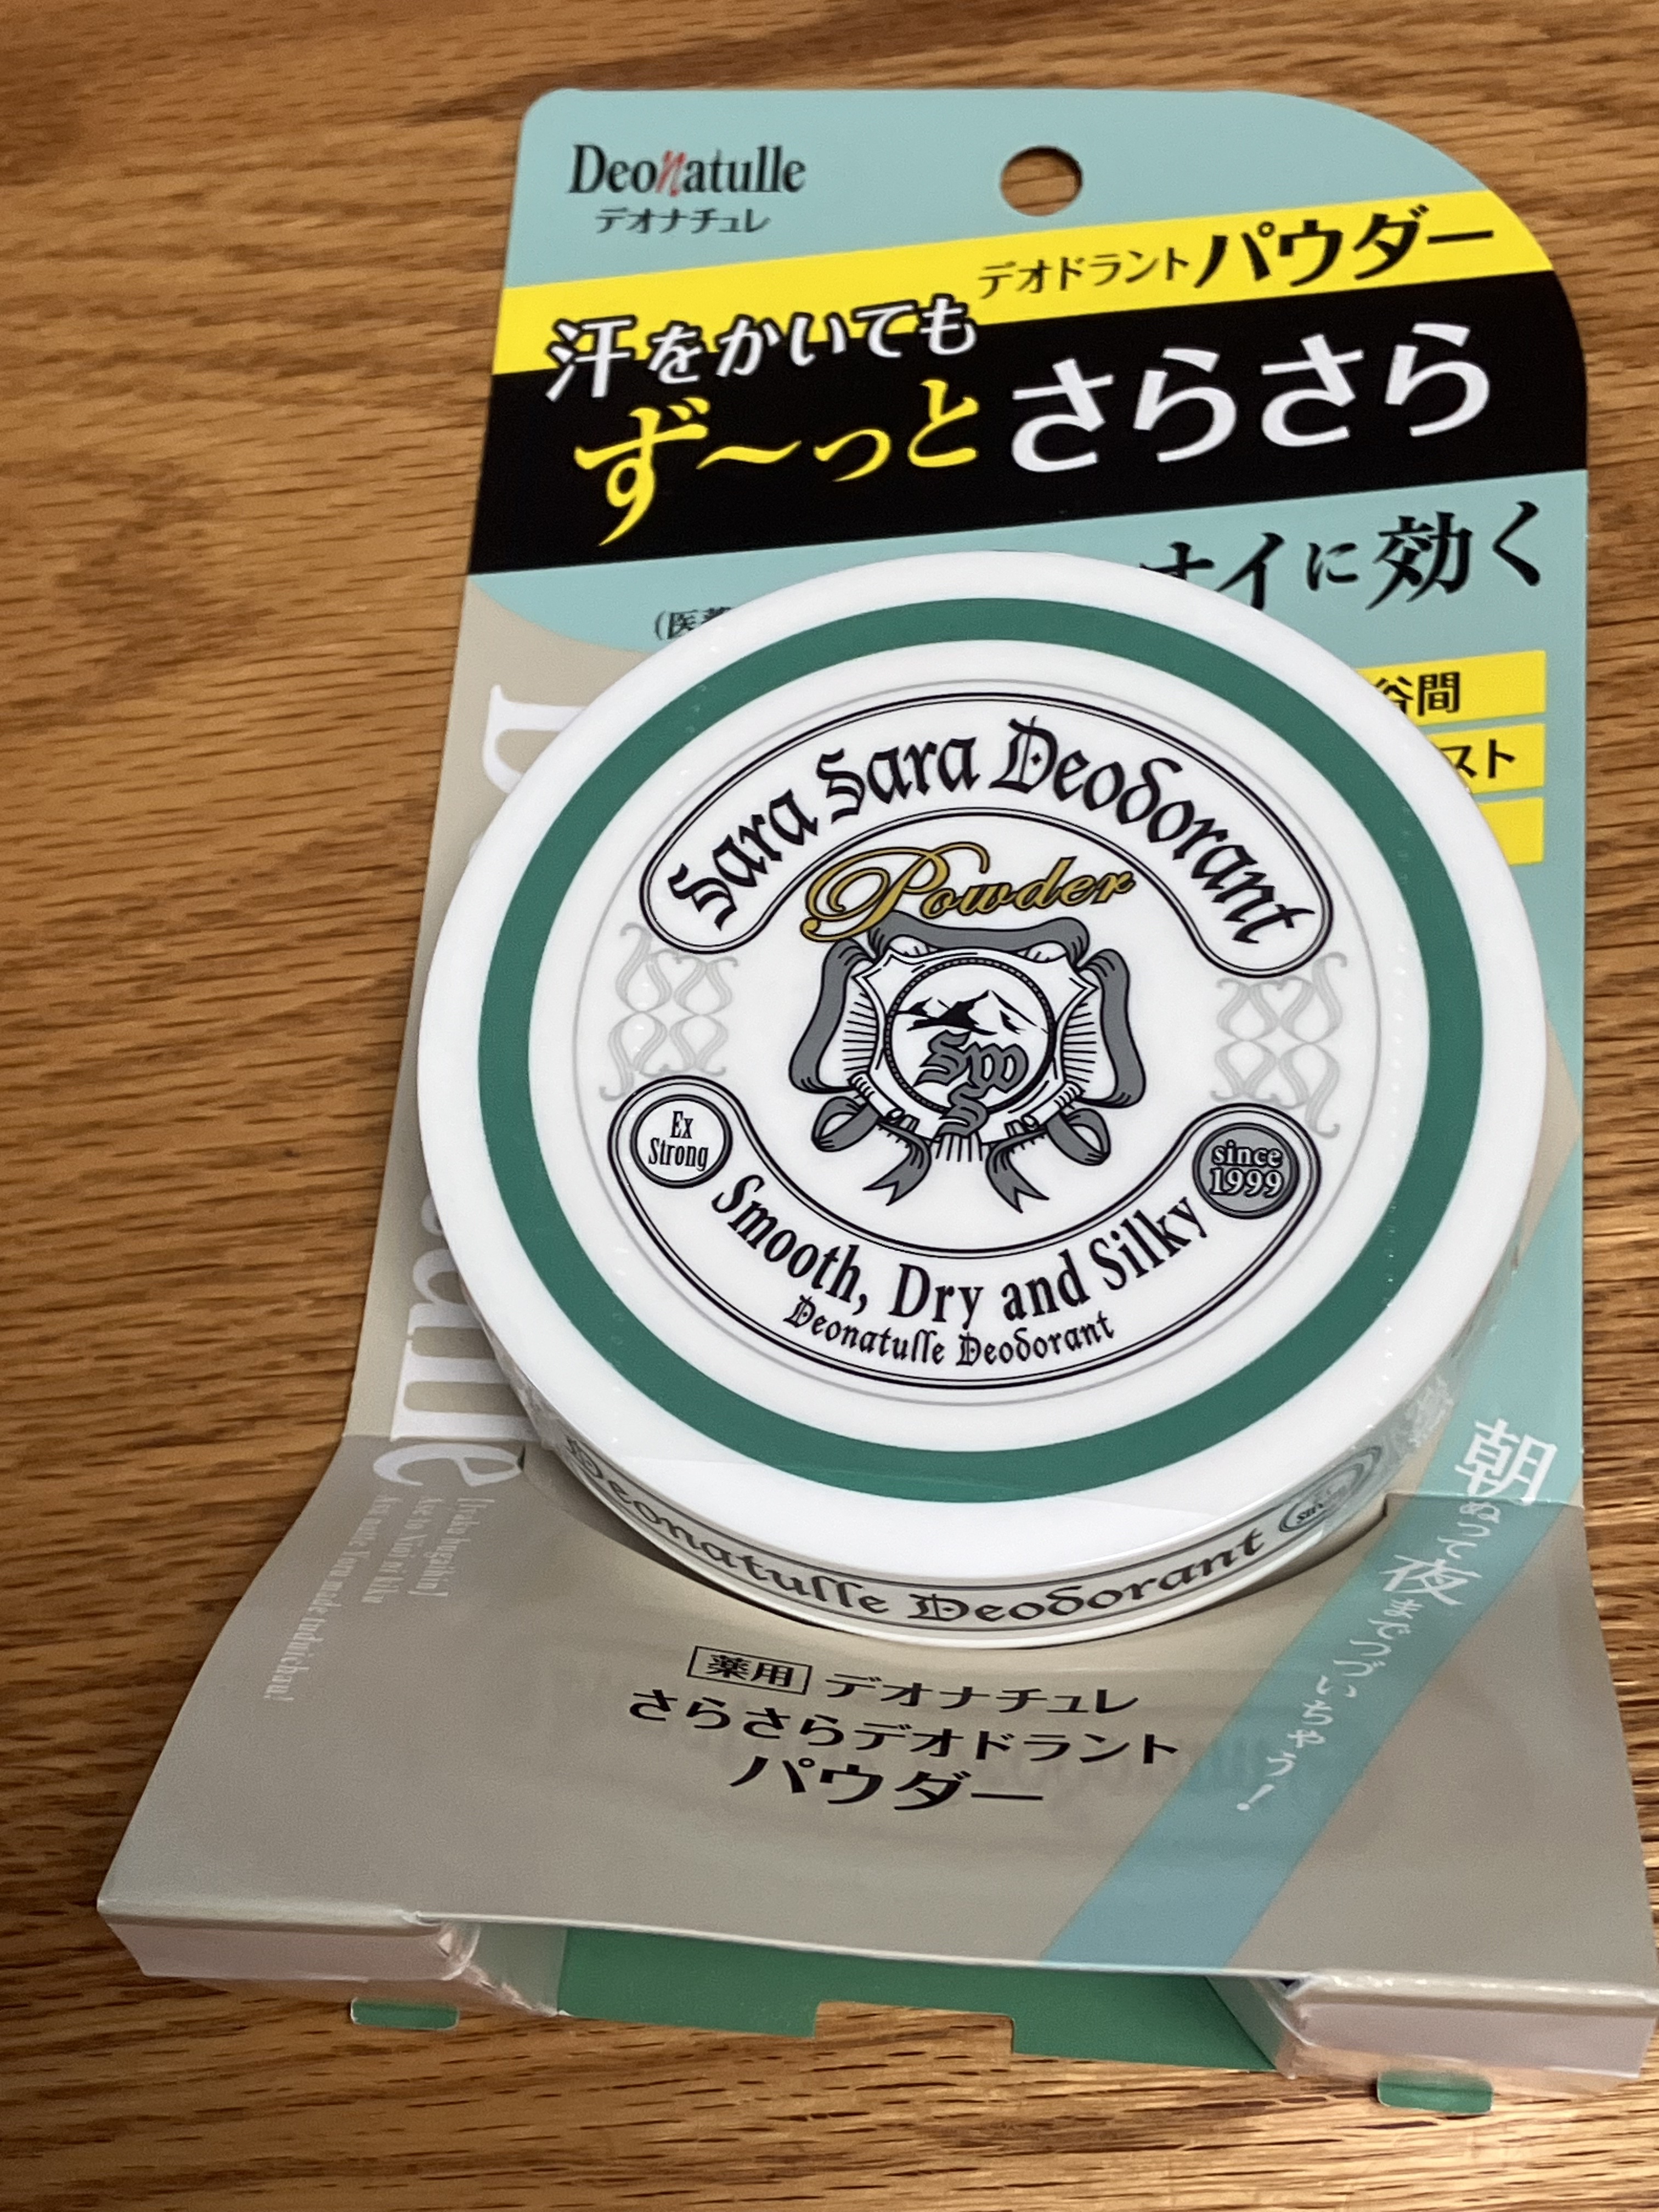 Deonatulle
デオナチュレ
デオドラントパウダー
汗をかいても
ず〜っとさらさら
オイに効く
(医薬
谷間
スト
Sara Sara Deodorant
Powder
Ex
Strong
since
1999
Smooth, Dry and Silky
Deonatulle Deodorant
Deonatulle Deodorant
朝ぬって夜までつづいちゃう!
薬用 デオナチュレ
さらさらデオドラント
パウダー